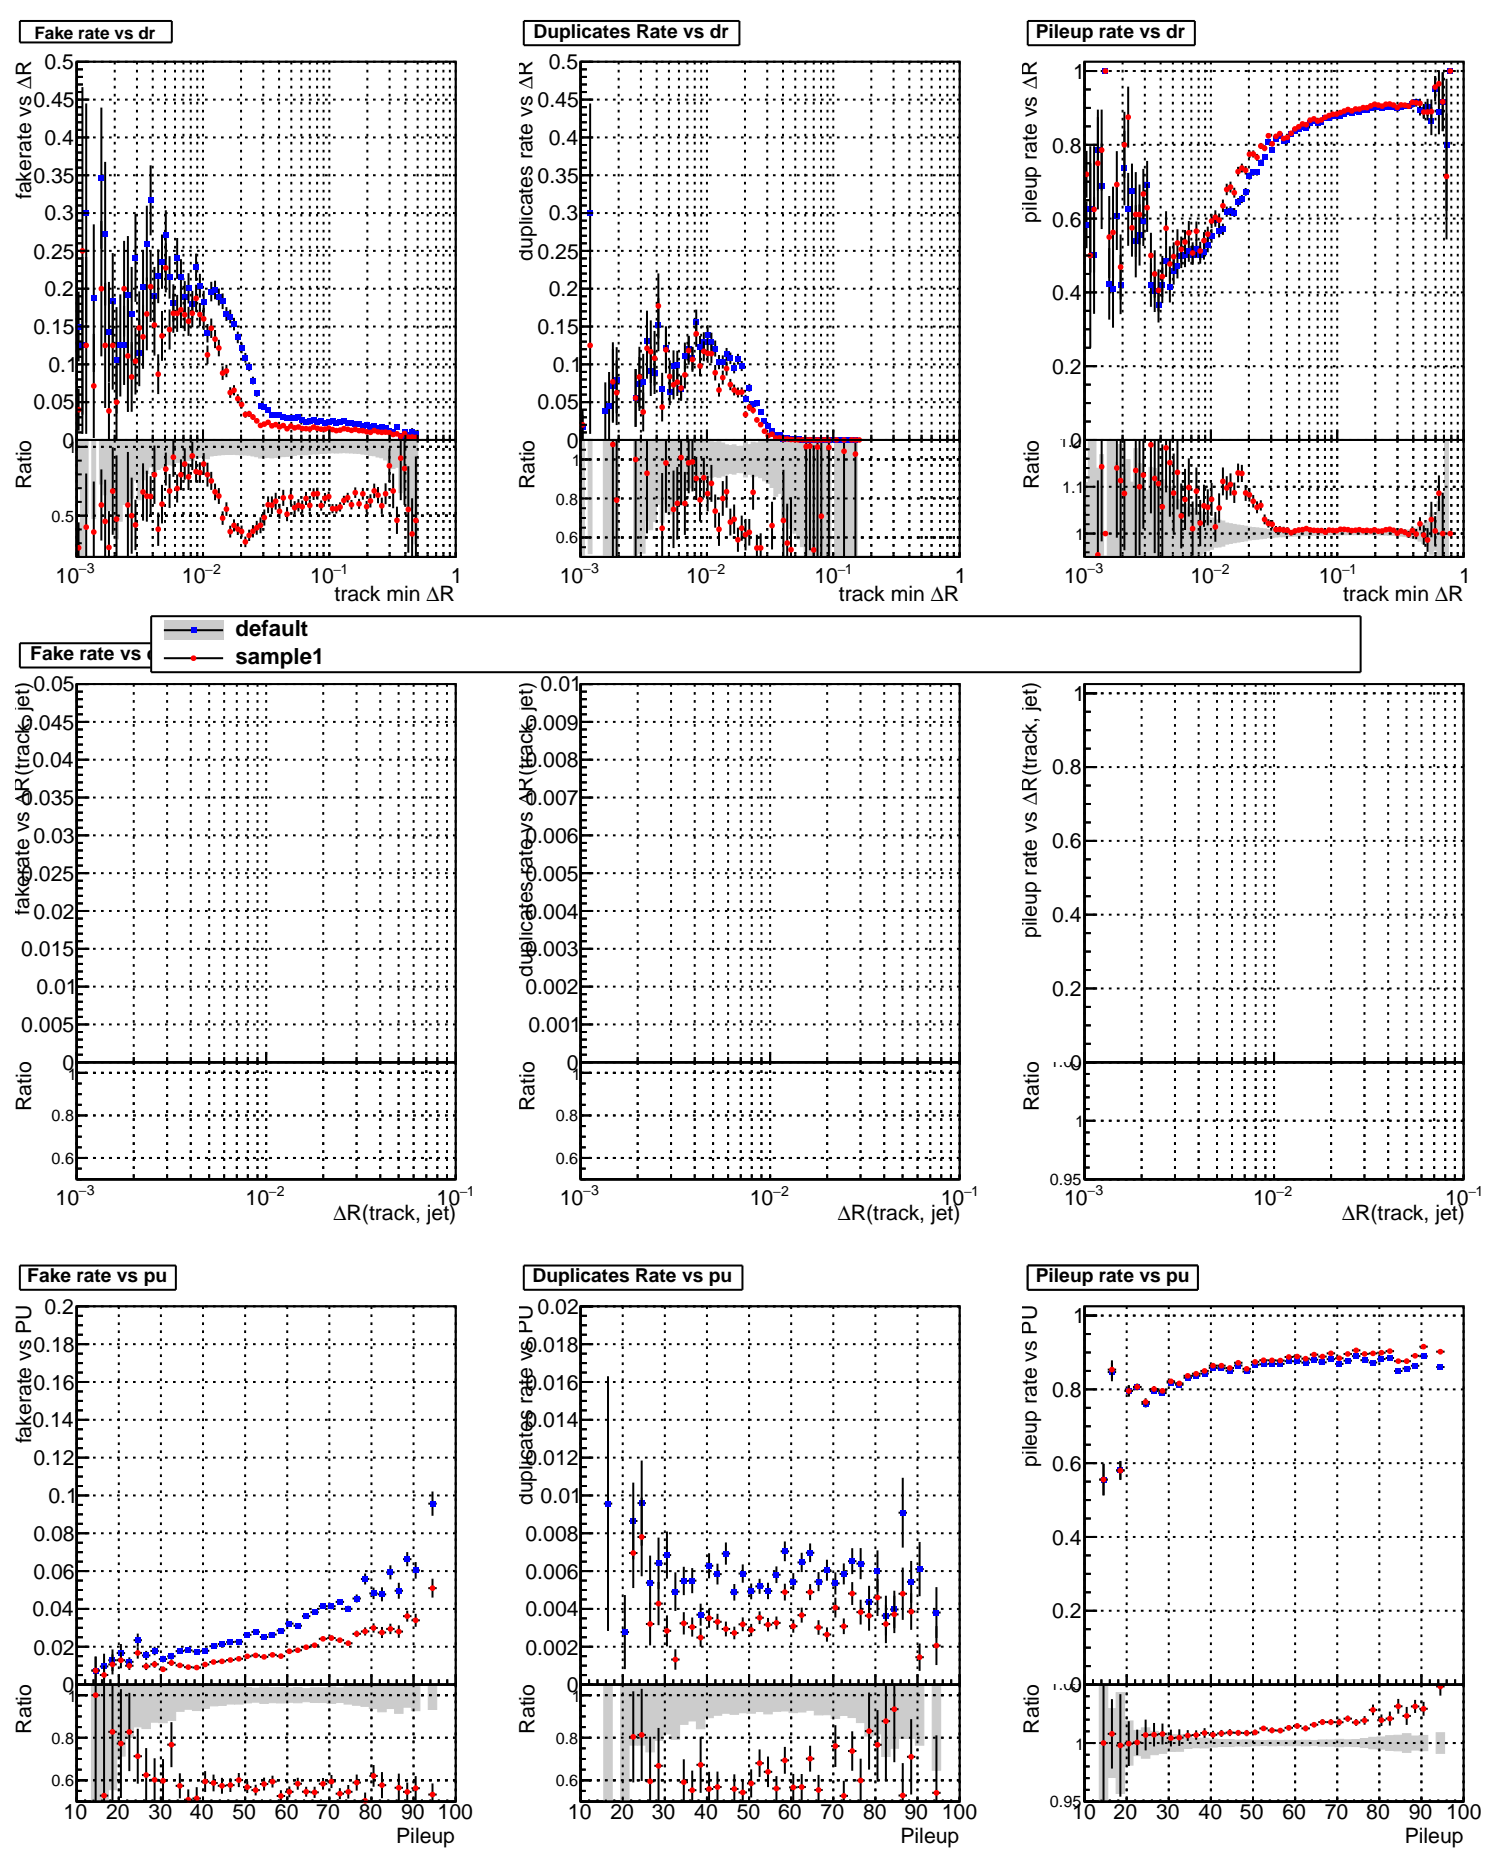 Fake rate vs dr
fakerate vs ΔR
0.5
0.45
0.4
0.35
0.3
0.25
0.2
0.15
0.1
0.05
0
Ratio
0.5
10⁻³ 10⁻² 10⁻¹ 1
track min ΔR
Duplicates Rate vs dr
duplicates rate vs ΔR
0.5
0.45
0.4
0.35
0.3
0.25
0.2
0.15
0.1
0.05
0
Ratio
1
0.8
0.6
10⁻³ 10⁻² 10⁻¹ 1
track min ΔR
Pileup rate vs dr
pileup rate vs ΔR
1
0.8
0.6
0.4
0.2
0
Ratio
1.1
1
10⁻³ 10⁻² 10⁻¹ 1
track min ΔR
default
sample1
Fake rate vs
fakerate vs ΔR(track, jet)
0.05
0.045
0.04
0.035
0.03
0.025
0.02
0.015
0.01
0.005
0
Ratio
1
0.8
0.6
10⁻³ 10⁻² 10⁻¹
ΔR(track, jet)
duplicates rate vs ΔR(track, jet)
0.01
0.009
0.008
0.007
0.006
0.005
0.004
0.003
0.002
0.001
0
Ratio
1
0.8
0.6
10⁻³ 10⁻² 10⁻¹
ΔR(track, jet)
pileup rate vs ΔR(track, jet)
1
0.8
0.6
0.4
0.2
0
Ratio
1
0.95
10⁻³ 10⁻² 10⁻¹
ΔR(track, jet)
Fake rate vs pu
fakerate vs PU
0.2
0.18
0.16
0.14
0.12
0.1
0.08
0.06
0.04
0.02
0
Ratio
1
0.8
0.6
10 20 30 40 50 60 70 80 90 100
Pileup
Duplicates Rate vs pu
duplicates rate vs PU
0.02
0.018
0.016
0.014
0.012
0.01
0.008
0.006
0.004
0.002
0
Ratio
1
0.8
0.6
10 20 30 40 50 60 70 80 90 100
Pileup
Pileup rate vs pu
pileup rate vs PU
1
0.8
0.6
0.4
0.2
0
Ratio
1
0.95
10 20 30 40 50 60 70 80 90 100
Pileup